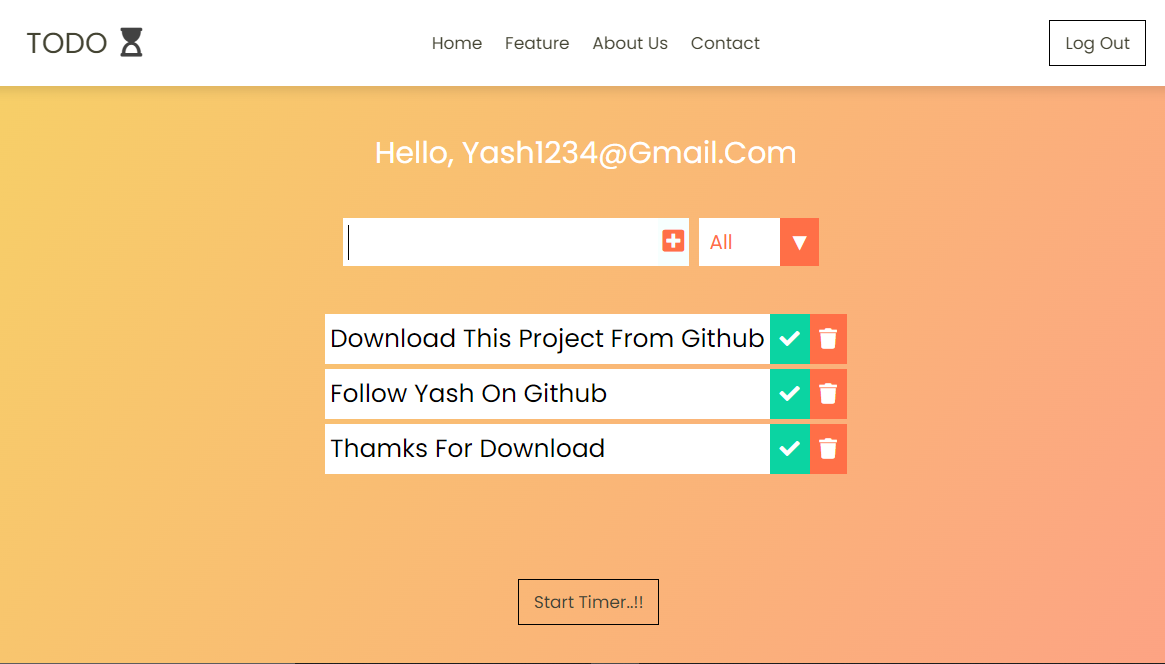 TODO
Home Feature About Us Contact
Log Out
Hello, Yash1234@Gmail.Com
All
Download This Project From Github
Follow Yash On Github
Thamks For Download
Start Timer..!!